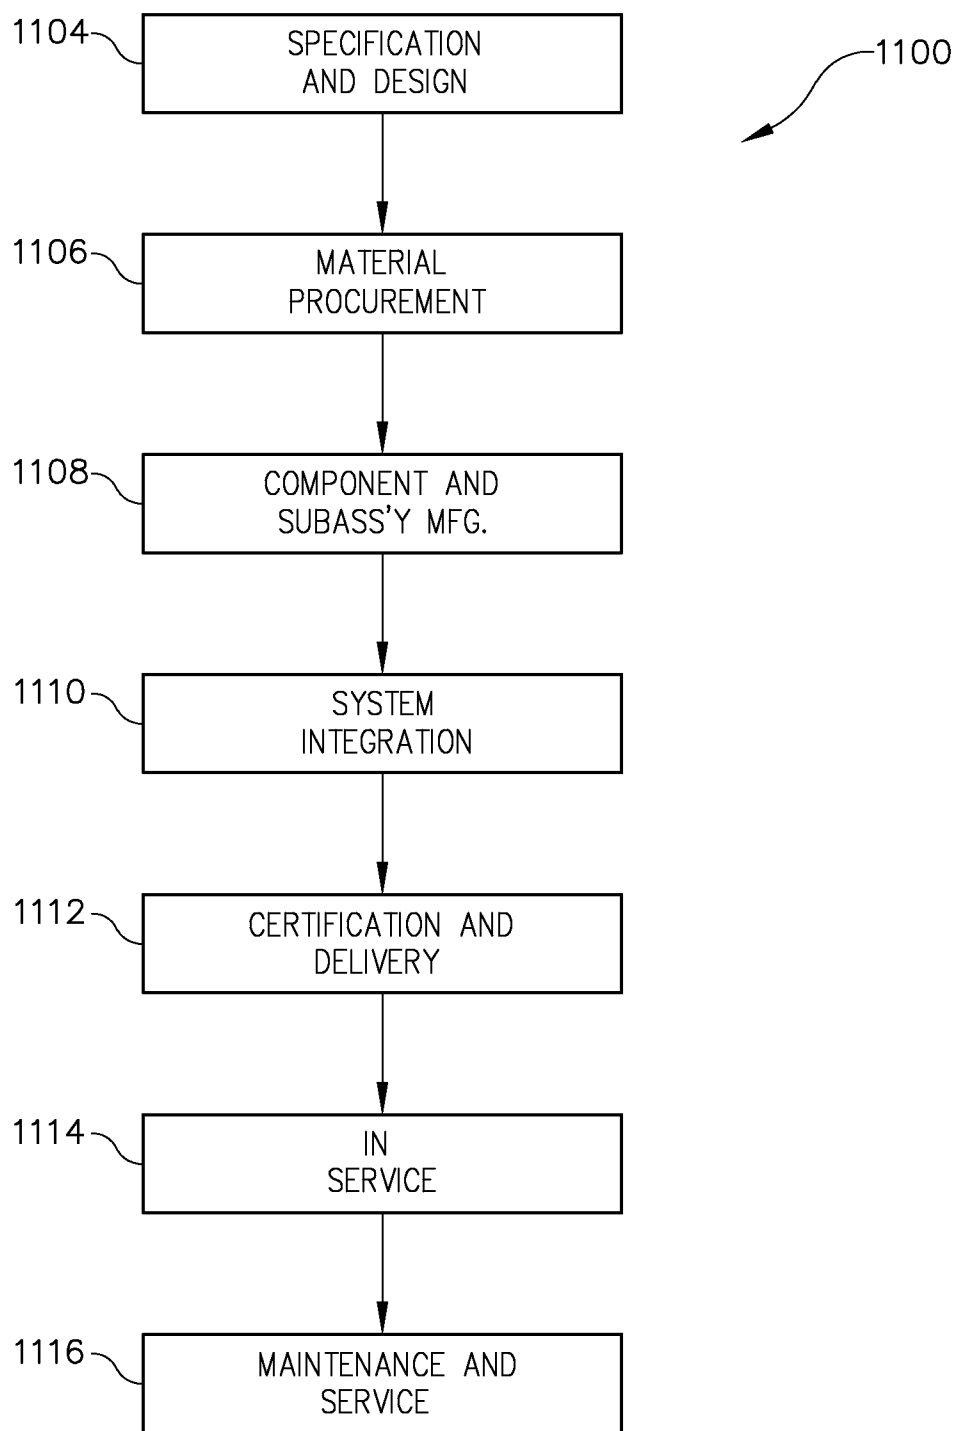 1104
SPECIFICATION
AND DESIGN
1100
1106
MATERIAL
PROCUREMENT
1108
COMPONENT AND
SUBASS'Y MFG.
1110
SYSTEM
INTEGRATION
1112
CERTIFICATION AND
DELIVERY
1114
IN
SERVICE
1116
MAINTENANCE AND
SERVICE